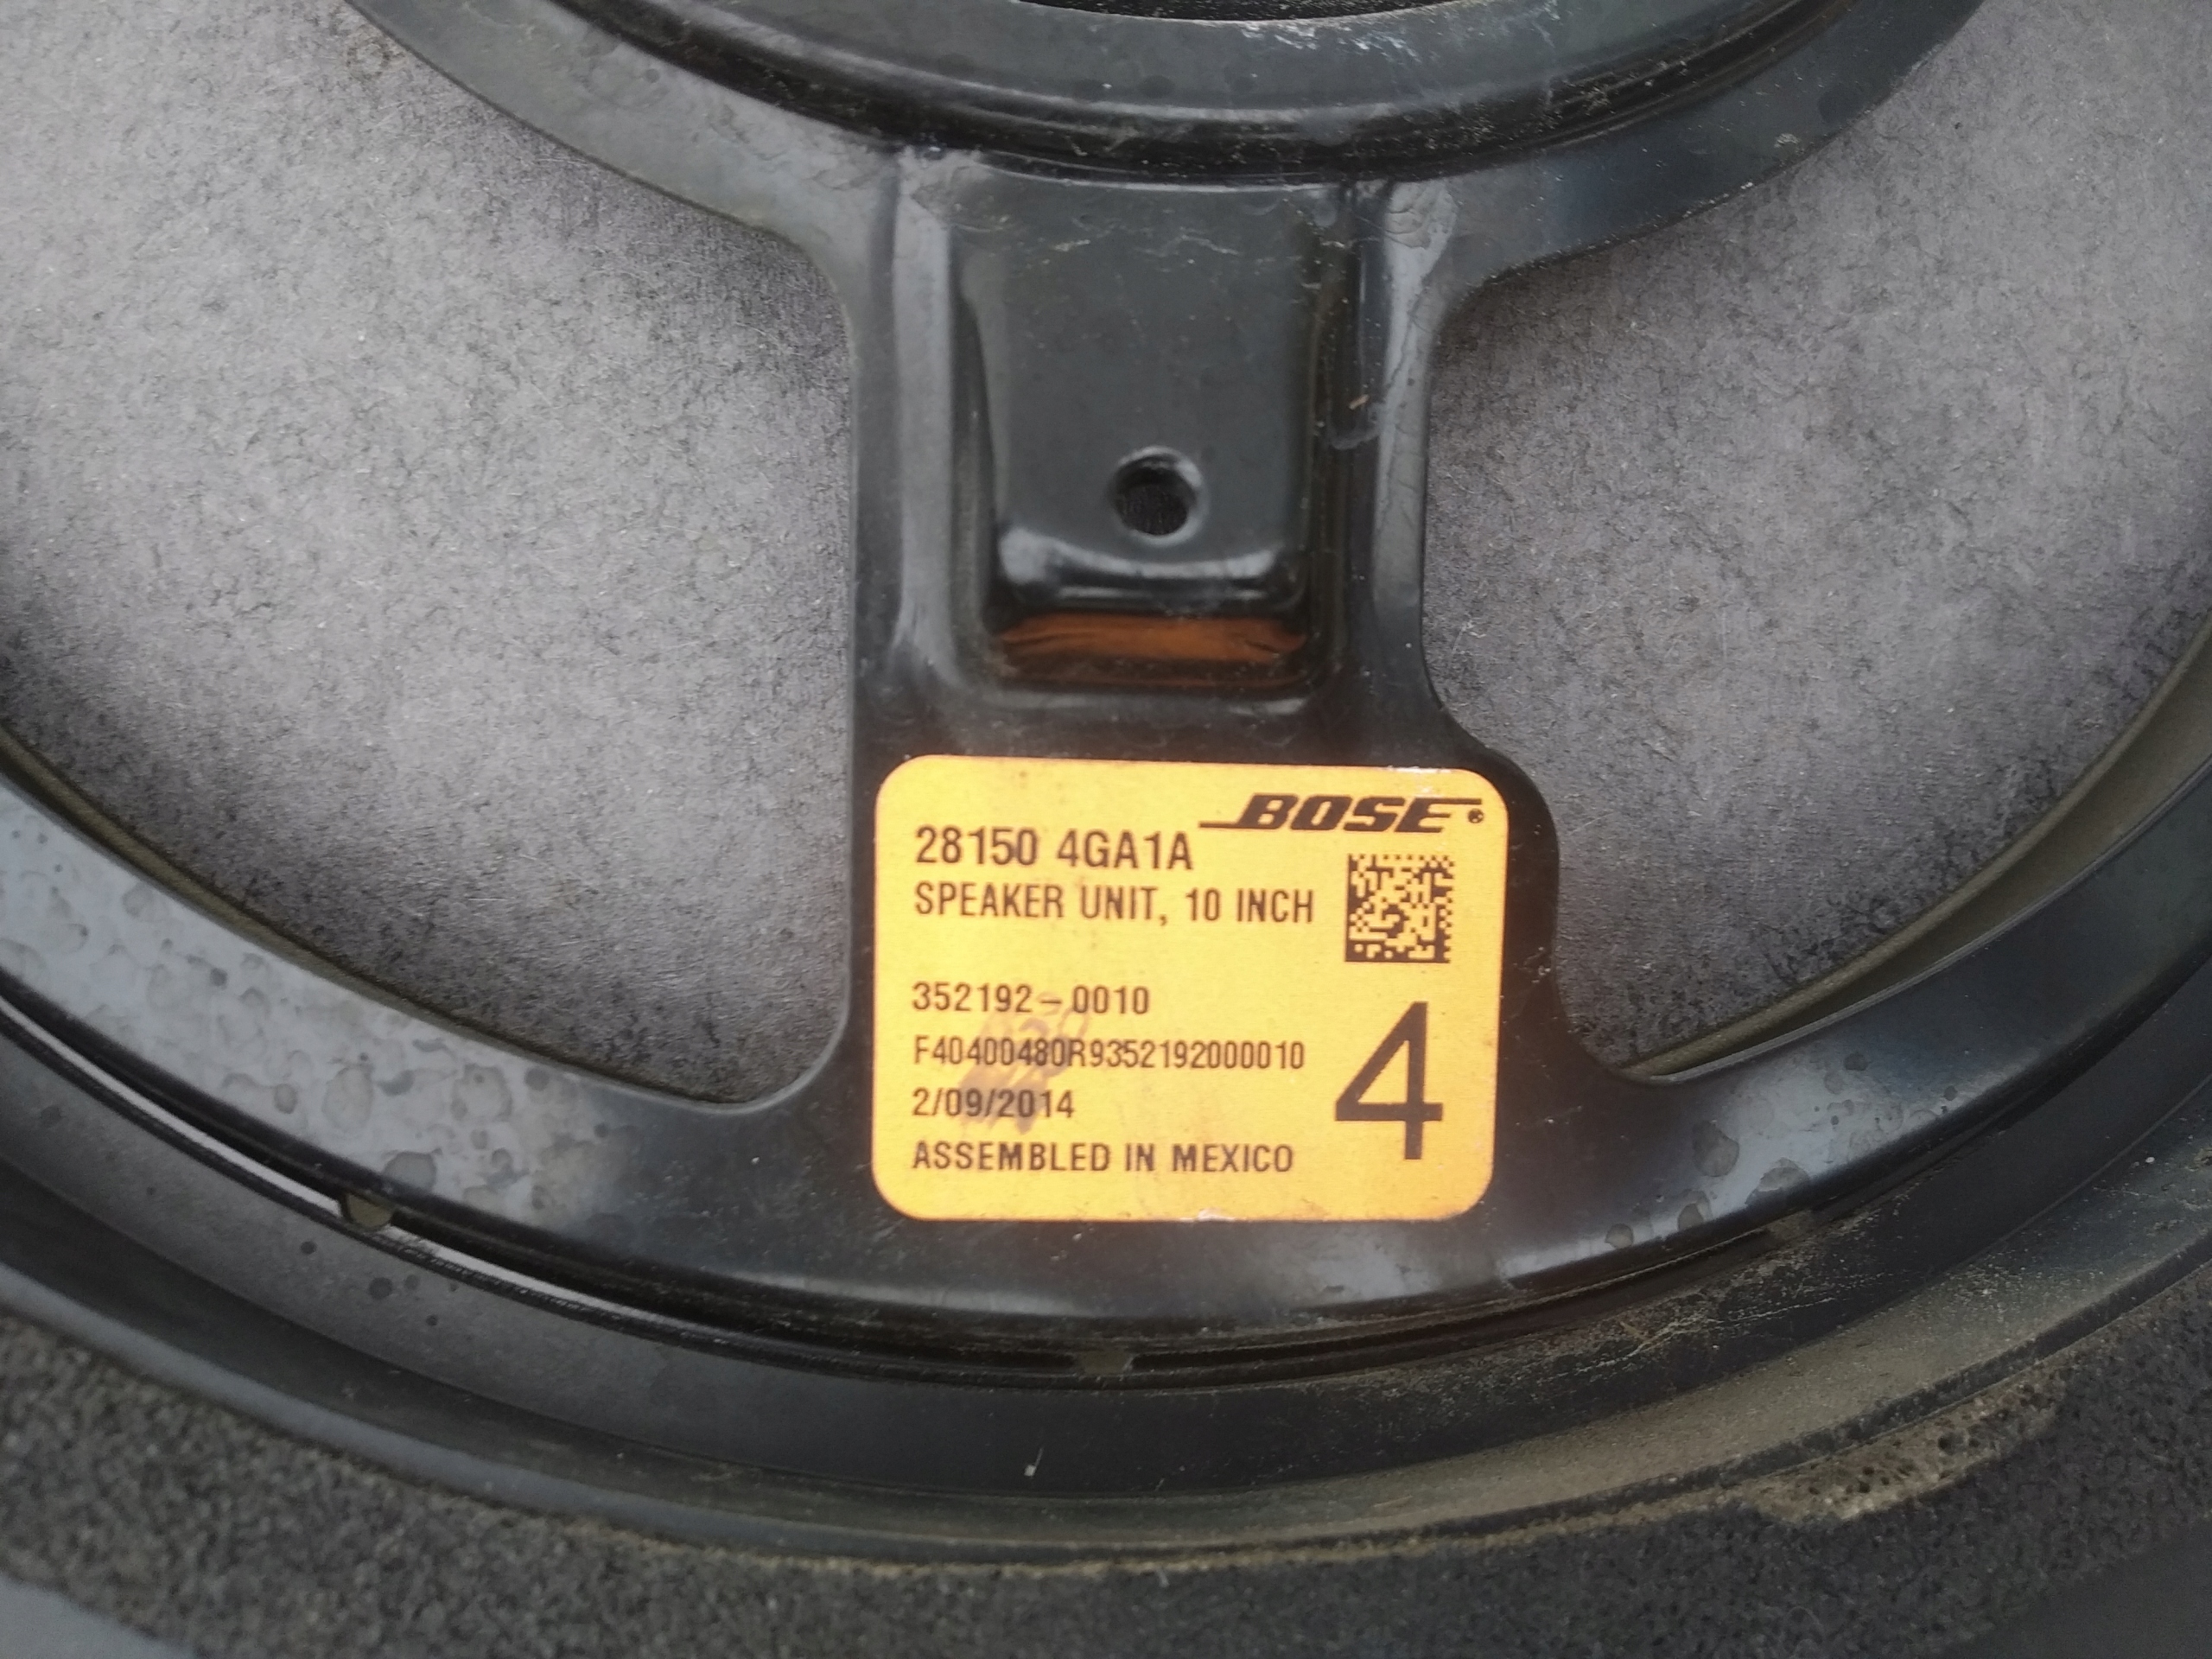 BOSE®
28150 4GA1A
SPEAKER UNIT, 10 INCH
352192-0010
F40400480R9352192000010
2/09/2014
ASSEMBLED IN MEXICO
4